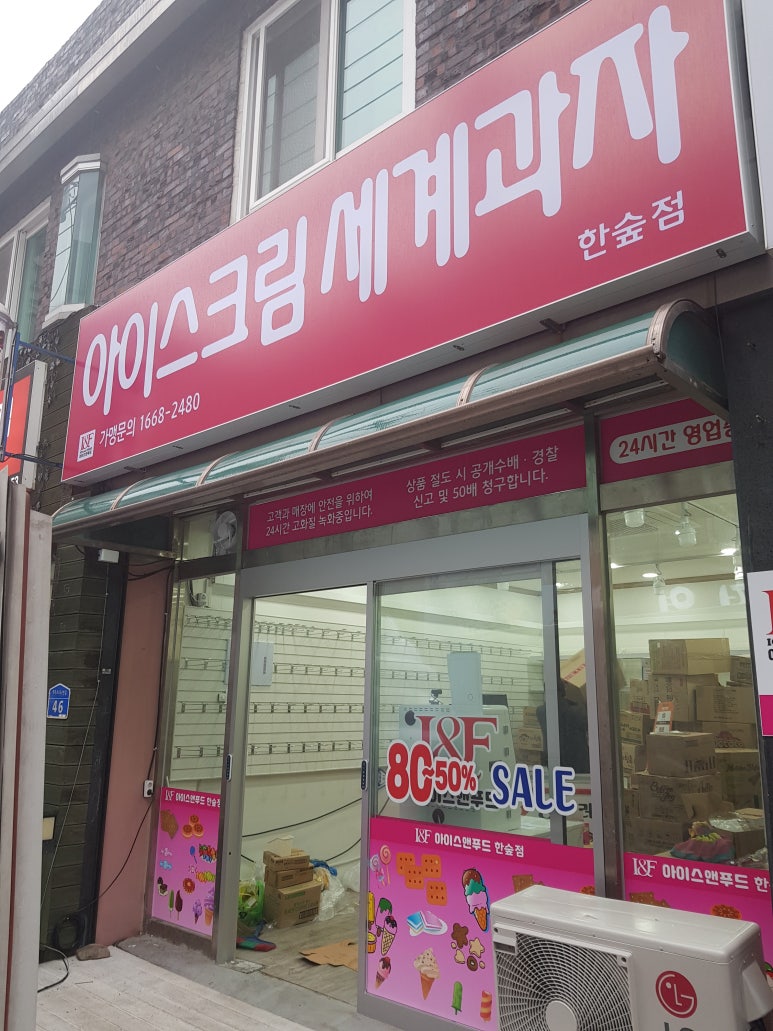 아이스크림 세계과자
한숲점
I&F
가맹문의 1668-2480
고객과 매장에 안전을 위하여
24시간 고화질 녹화중입니다.
상품 절도 시 공개수배 · 경찰
신고 및 50배 청구합니다.
24시간 영업
46
I&F
80~50% SALE
I&F 아이스앤푸드 한숲점
I&F 아이스앤푸드 한숲점
I&F 아이스앤푸드 한
LG